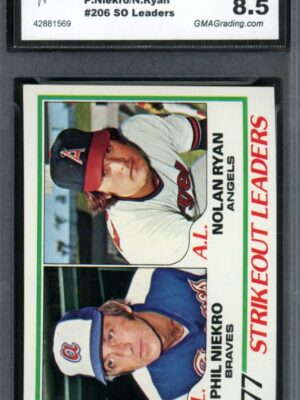 P.Niekro/N.Ryan
#206 SO Leaders
42881569
8.5
GMAGrading.com
A.L.
NOLAN RYAN
ANGELS
PHIL NIEKRO
BRAVES
77
STRIKEOUT LEADERS